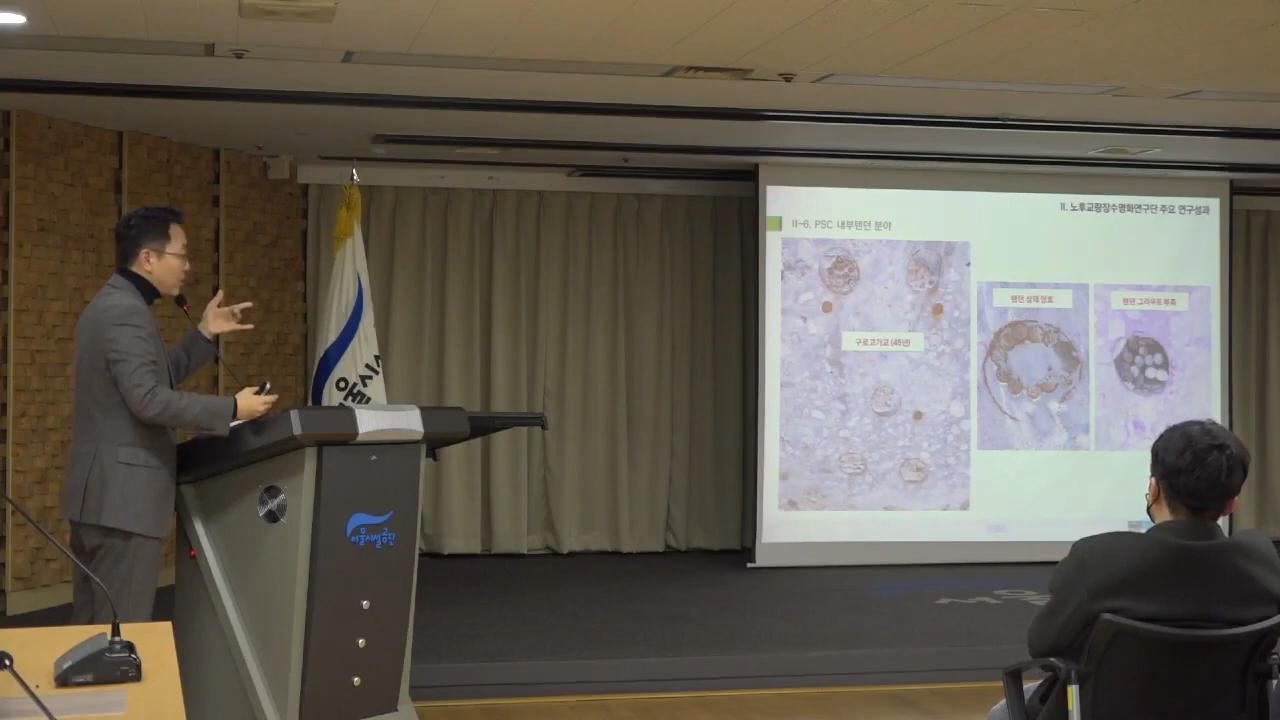 II. 노후교량장수명화연구단 주요 연구성과
II-6. PSC 내부텐던 분야
텐던 상태 양호
텐던 그라우트 부족
구로고가교 (45년)
서울시설공단